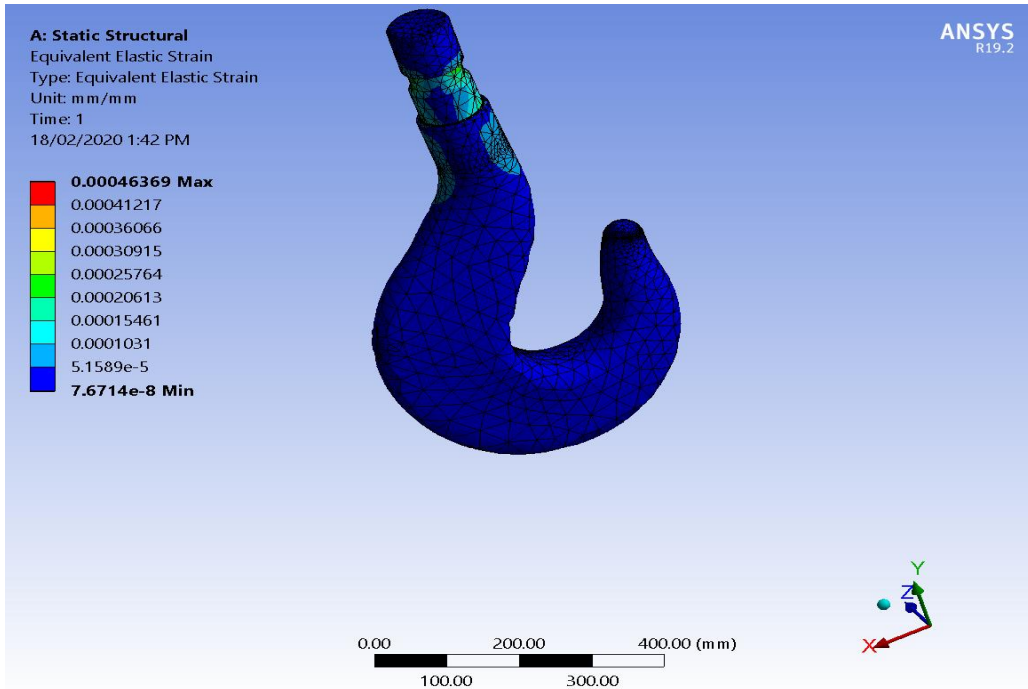 A: Static Structural
Equivalent Elastic Strain
Type: Equivalent Elastic Strain
Unit: mm/mm
Time: 1
18/02/2020 1:42 PM
ANSYS
R19.2
0.00046369 Max
0.00041217
0.00036066
0.00030915
0.00025764
0.00020613
0.00015461
0.0001031
5.1589e-5
7.6714e-8 Min
Y
Z
X
0.00 200.00 400.00 (mm)
100.00 300.00